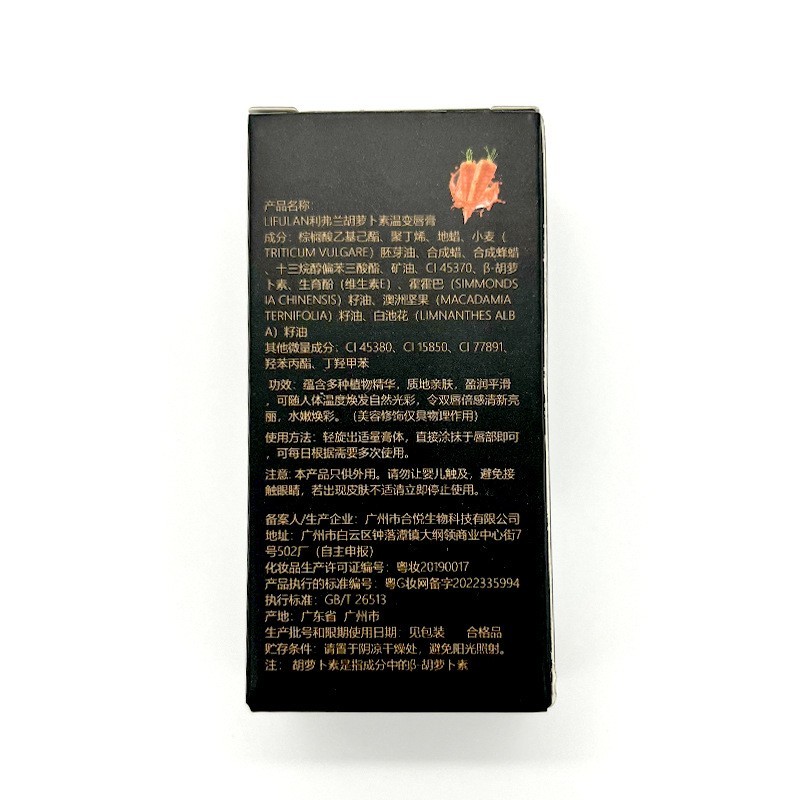 产品名称：
LIFULAN利弗兰胡萝卜素温变唇膏
成分：棕榈酸乙基己酯、聚丁烯、地蜡、小麦（
TRITICUM VULGARE）胚芽油、合成蜡、合成蜂蜡
、十三烷醇偏苯三酸酯、矿油、CI 45370、β-胡萝
卜素、生育酚（维生素E）、霍霍巴（SIMMONDS
IA CHINENSIS）籽油、澳洲坚果（MACADAMIA
TERNIFOLIA）籽油、白池花（LIMNANTHES ALB
A）籽油
其他微量成分：CI 45380、CI 15850、CI 77891、
羟苯丙酯、丁羟甲苯
功效：蕴含多种植物精华，质地亲肤，盈润平滑
，可随人体温度焕发自然光彩，令双唇倍感清新亮
丽，水嫩焕彩。（美容修饰仅具物理作用）
使用方法：轻旋出适量膏体，直接涂抹于唇部即可
，可每日根据需要多次使用。
注意：本产品只供外用。请勿让婴儿触及，避免接
触眼睛，若出现皮肤不适请立即停止使用。
备案人/生产企业：广州市合悦生物科技有限公司
地址：广州市白云区钟落潭镇大纲领商业中心街7
号502厂（自主申报）
化妆品生产许可证编号：粤妆20190017
产品执行的标准编号：粤G妆网备字2022335994
执行标准：GB/T 26513
产地：广东省 广州市
生产批号和限期使用日期：见包装 合格品
贮存条件：请置于阴凉干燥处，避免阳光照射。
注：胡萝卜素是指成分中的β-胡萝卜素